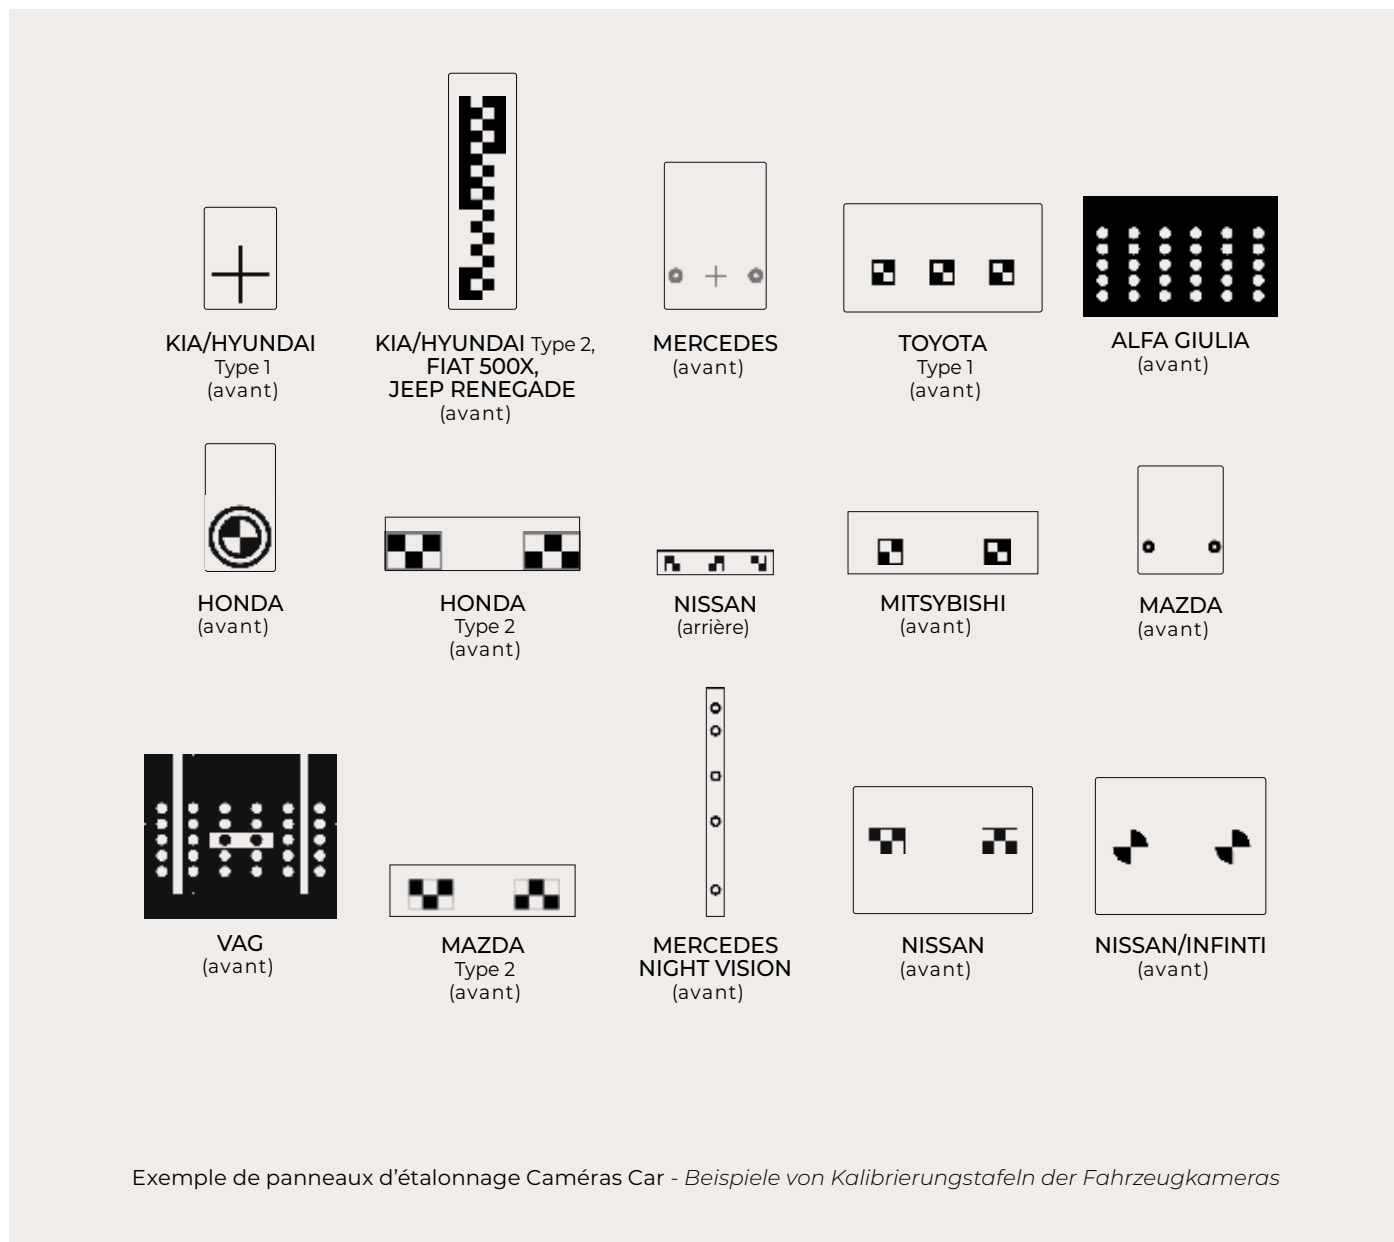 KIA/HYUNDAI
Type 1
(avant)
KIA/HYUNDAI Type 2,
FIAT 500X,
JEEP RENEGADE
(avant)
MERCEDES
(avant)
TOYOTA
Type 1
(avant)
ALFA GIULIA
(avant)
HONDA
(avant)
HONDA
Type 2
(avant)
NISSAN
(arrière)
MITSYBISHI
(avant)
MAZDA
(avant)
VAG
(avant)
MAZDA
Type 2
(avant)
MERCEDES
NIGHT VISION
(avant)
NISSAN
(avant)
NISSAN/INFINTI
(avant)
Exemple de panneaux d’étalonnage Caméras Car - Beispiele von Kalibrierungstafeln der Fahrzeugkameras